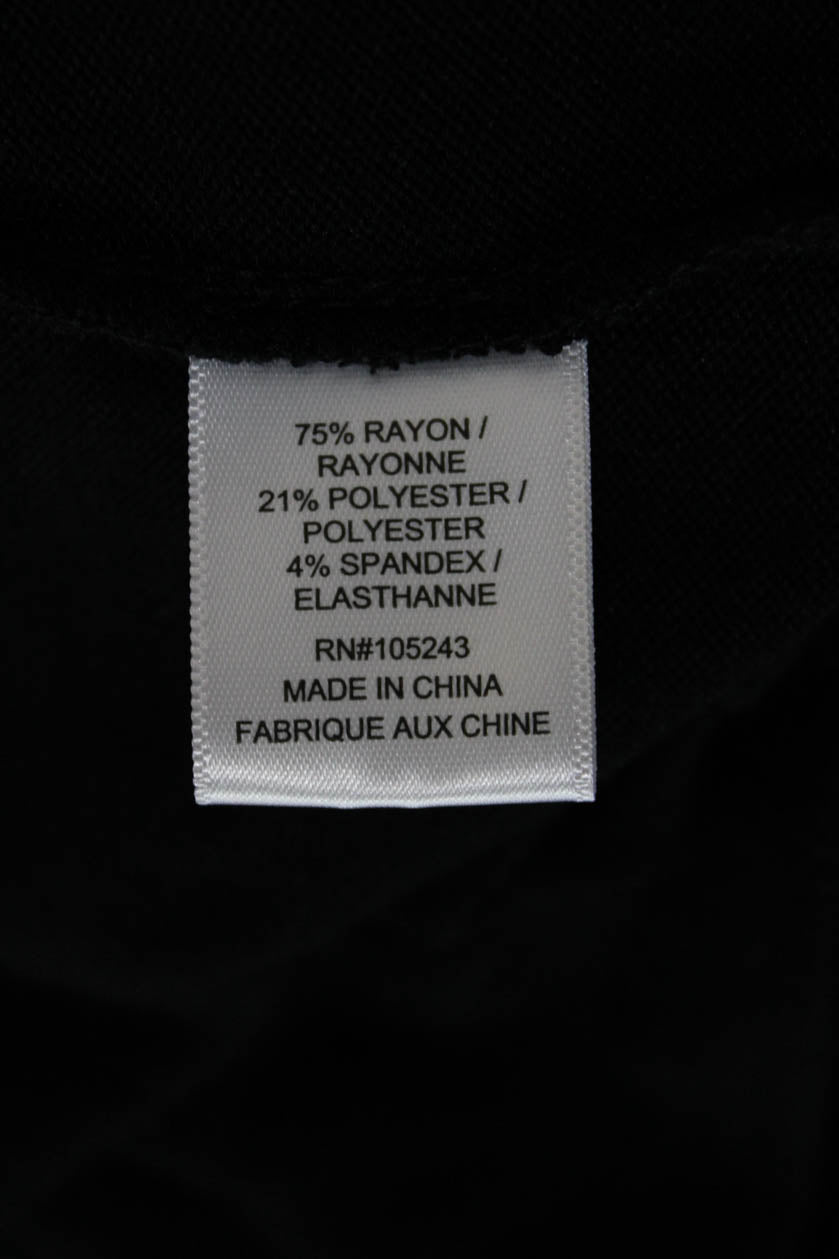 75% RAYON /
RAYONNE
21% POLYESTER /
POLYESTER
4% SPANDEX /
ELASTHANNE
RN#105243
MADE IN CHINA
FABRIQUE AUX CHINE